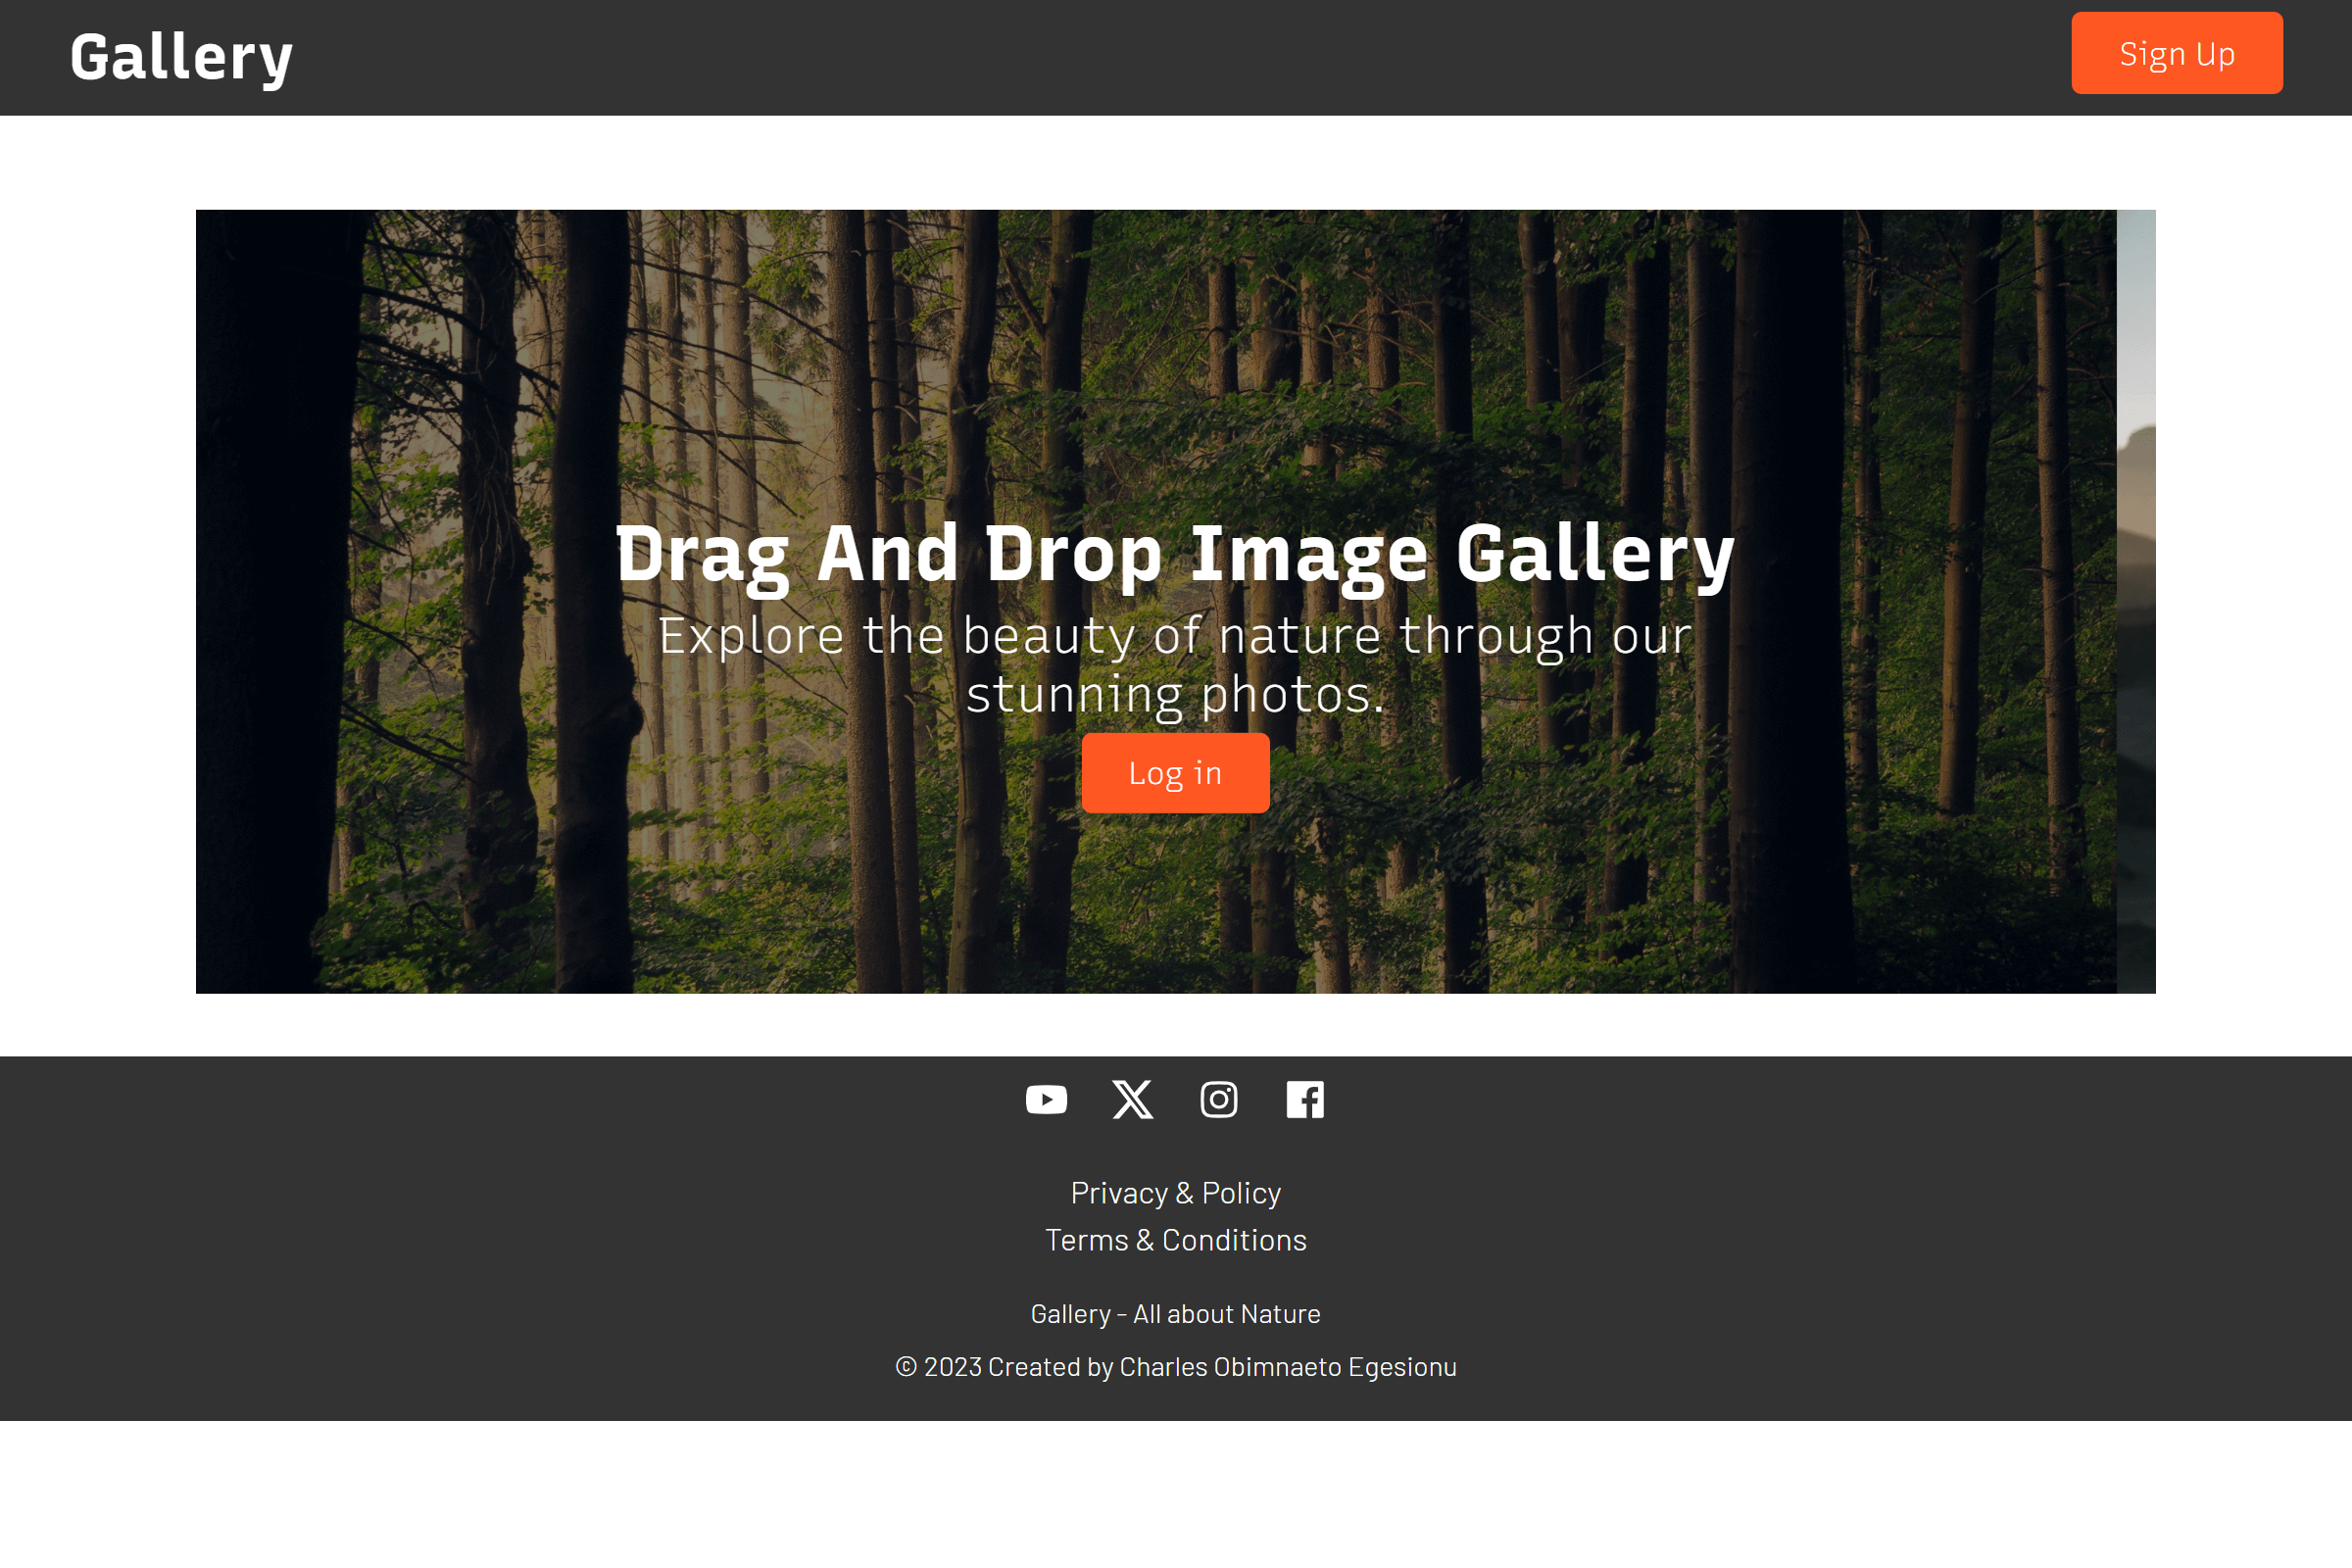 Gallery
Sign Up
Drag And Drop Image Gallery
Explore the beauty of nature through our
stunning photos.
Log in
Privacy & Policy
Terms & Conditions
Gallery - All about Nature
© 2023 Created by Charles Obimnaeto Egesionu